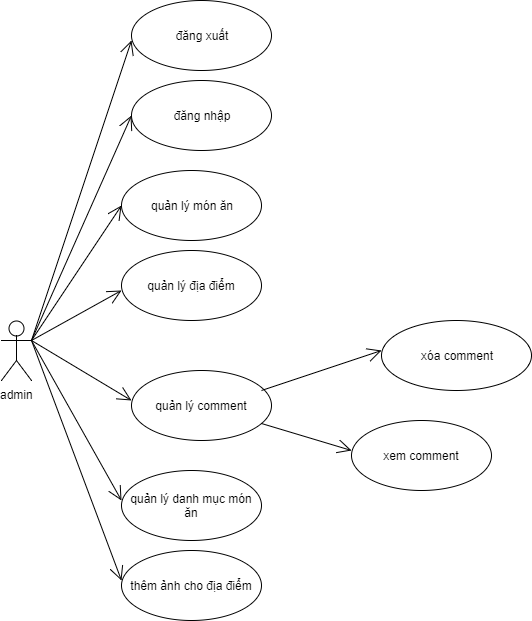 đăng xuất
đăng nhập
quản lý món ăn
quản lý địa điểm
admin
quản lý comment
xóa comment
xem comment
quản lý danh mục món
ăn
thêm ảnh cho địa điểm